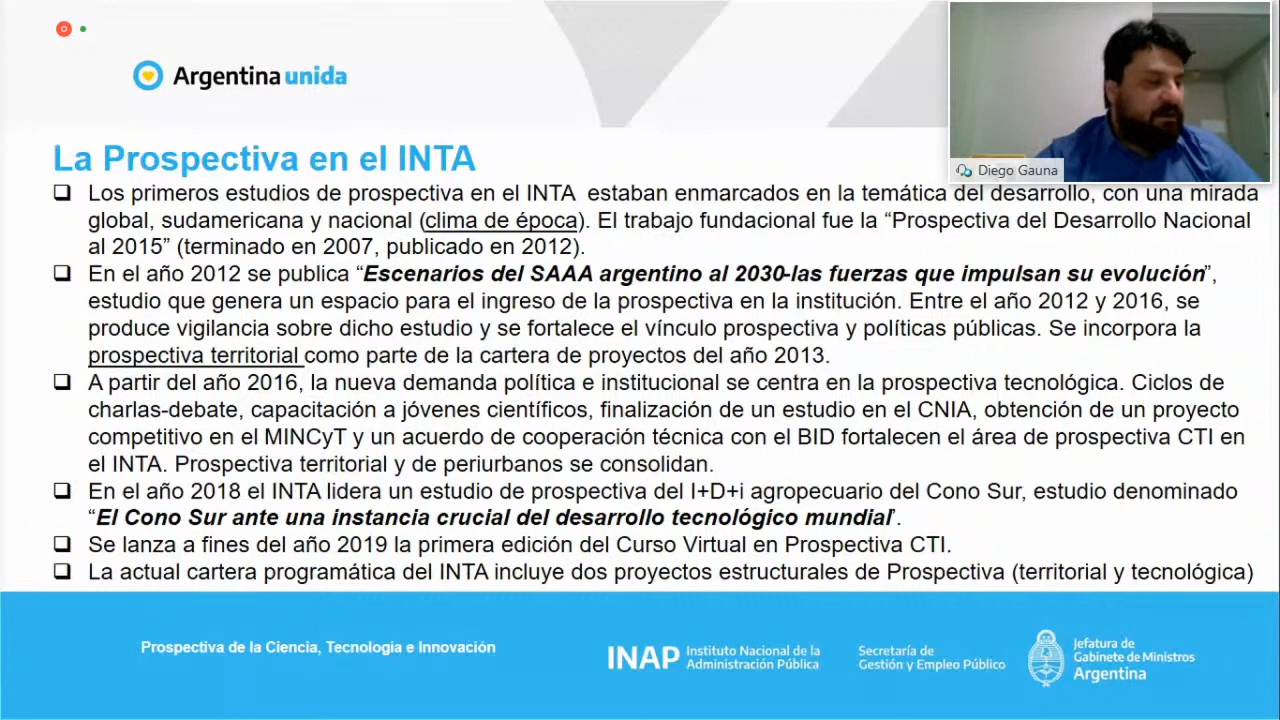 Argentina unida
Diego Gauna
La Prospectiva en el INTA
❑ Los primeros estudios de prospectiva en el INTA estaban enmarcados en la temática del desarrollo, con una mirada
global, sudamericana y nacional (clima de época). El trabajo fundacional fue la “Prospectiva del Desarrollo Nacional
al 2015” (terminado en 2007, publicado en 2012).
❑ En el año 2012 se publica “Escenarios del SAAA argentino al 2030-las fuerzas que impulsan su evolución”,
estudio que genera un espacio para el ingreso de la prospectiva en la institución. Entre el año 2012 y 2016, se
produce vigilancia sobre dicho estudio y se fortalece el vínculo prospectiva y políticas públicas. Se incorpora la
prospectiva territorial como parte de la cartera de proyectos del año 2013.
❑ A partir del año 2016, la nueva demanda política e institucional se centra en la prospectiva tecnológica. Ciclos de
charlas-debate, capacitación a jóvenes científicos, finalización de un estudio en el CNIA, obtención de un proyecto
competitivo en el MINCyT y un acuerdo de cooperación técnica con el BID fortalecen el área de prospectiva CTI en
el INTA. Prospectiva territorial y de periurbanos se consolidan.
❑ En el año 2018 el INTA lidera un estudio de prospectiva del I+D+i agropecuario del Cono Sur, estudio denominado
“El Cono Sur ante una instancia crucial del desarrollo tecnológico mundial”.
❑ Se lanza a fines del año 2019 la primera edición del Curso Virtual en Prospectiva CTI.
❑ La actual cartera programática del INTA incluye dos proyectos estructurales de Prospectiva (territorial y tecnológica)
Prospectiva de la Ciencia, Tecnología e Innovación
INAP
Instituto Nacional de la
Administración Pública
Secretaría de
Gestión y Empleo Público
Jefatura de
Gabinete de Ministros
Argentina